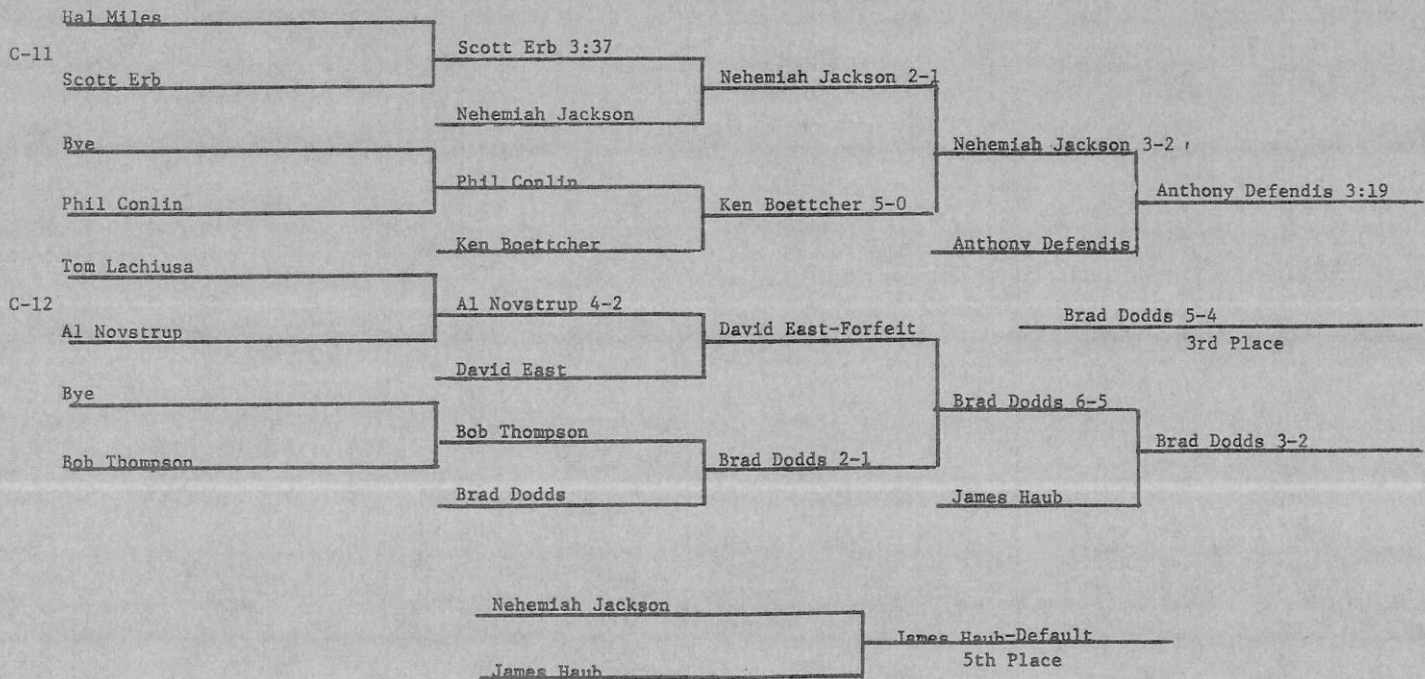 Hal Miles
C-11
Scott Erb 3:37
Scott Erb
Nehemiah Jackson 2-1
Nehemiah Jackson
Bye
Nehemiah Jackson 3-2
Phil Conlin
Anthony Defendis 3:19
Phil Conlin
Ken Boettcher 5-0
Ken Boettcher
Anthony Defendis
Tom Lachiusa
C-12
Al Novstrup 4-2
Brad Dodds 5-4
Al Novstrup
David East-Forfeit
3rd Place
David East
Bye
Brad Dodds 6-5
Bob Thompson
Brad Dodds 3-2
Bob Thompson
Brad Dodds 2-1
Brad Dodds
James Haub
Nehemiah Jackson
James Haub-Default
5th Place
James Haub